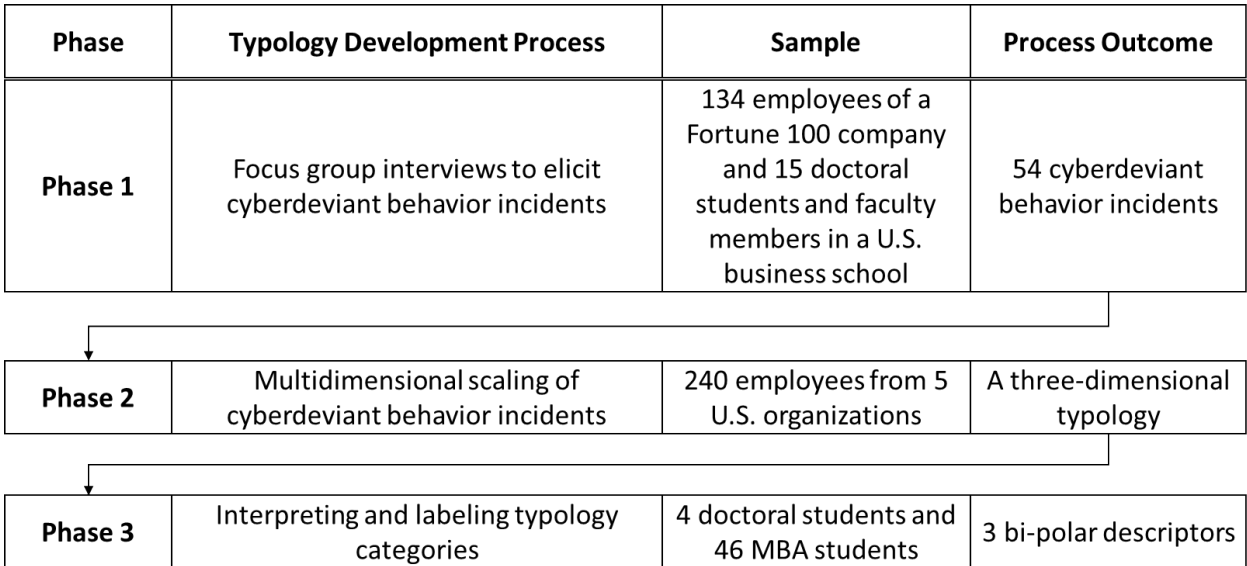 Phase Typology Development Process Sample Process Outcome
Phase 1
Focus group interviews to elicit
cyberdeviant behavior incidents
134 employees of a
Fortune 100 company
and 15 doctoral
students and faculty
members in a U.S.
business school
54 cyberdeviant
behavior incidents
Phase 2
Multidimensional scaling of
cyberdeviant behavior incidents
240 employees from 5
U.S. organizations
A three-dimensional
typology
Phase 3
Interpreting and labeling typology
categories
4 doctoral students and
46 MBA students
3 bi-polar descriptors